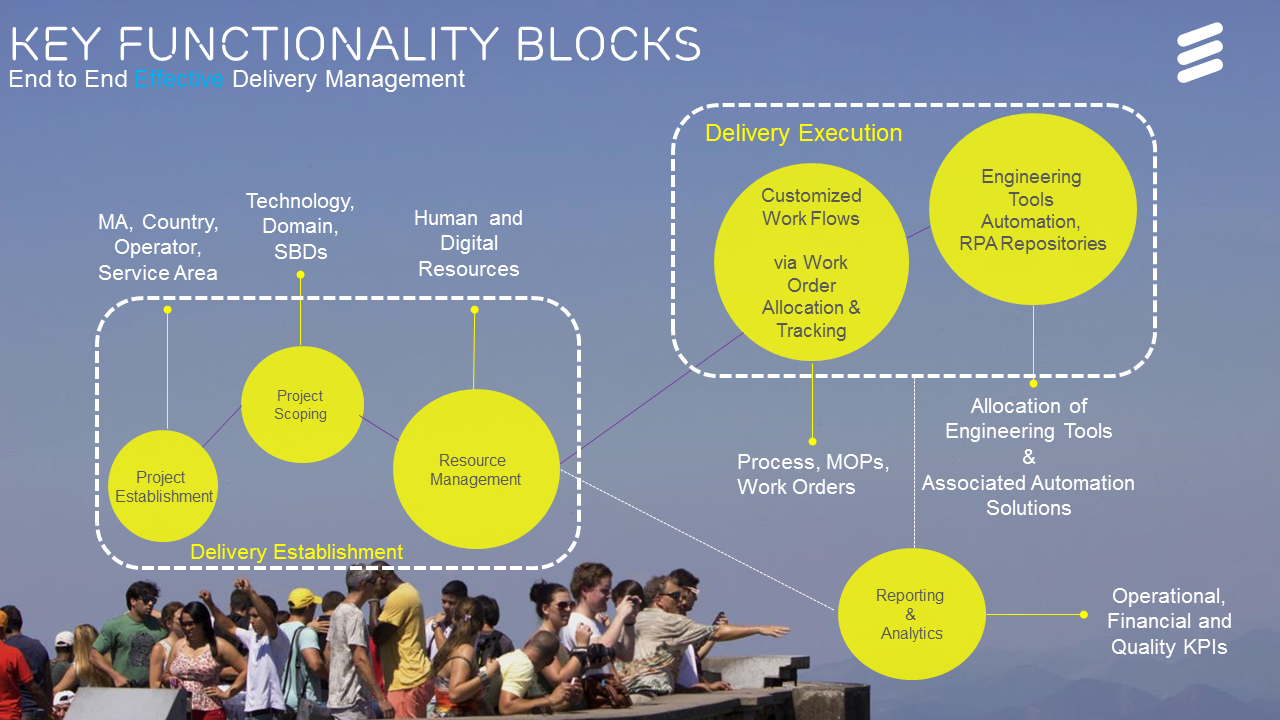 KEY FUNCTIONALITY BLOCKS
End to End Effective Delivery Management
MA, Country,
Operator,
Service Area
Technology,
Domain,
SBDs
Human and
Digital
Resources
Project
Establishment
Project
Scoping
Resource
Management
Delivery Establishment
Delivery Execution
Customized
Work Flows
via Work
Order
Allocation &
Tracking
Engineering
Tools
Automation,
RPA Repositories
Process, MOPs,
Work Orders
Allocation of
Engineering Tools
&
Associated Automation
Solutions
Reporting
&
Analytics
Operational,
Financial and
Quality KPIs